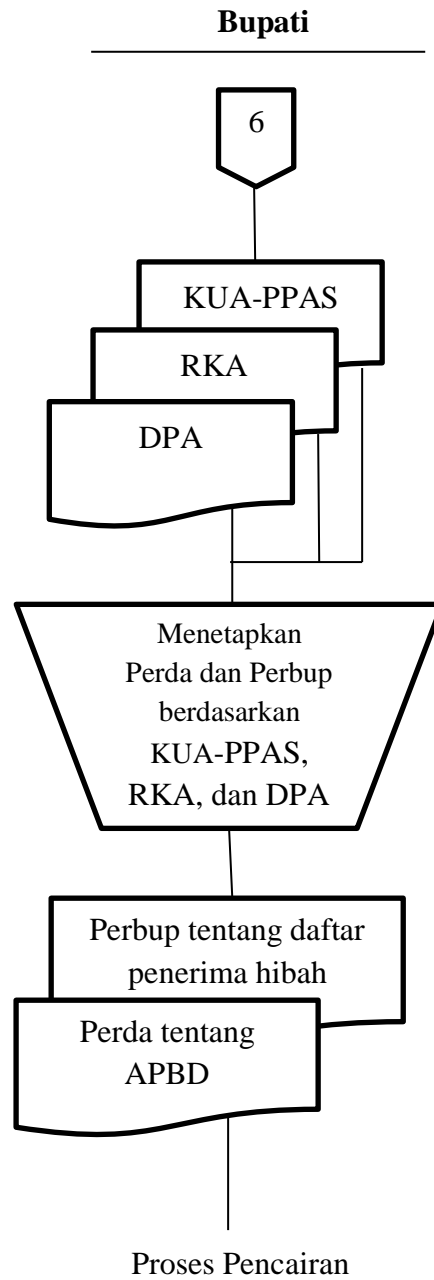 Bupati
6
KUA-PPAS
RKA
DPA
Menetapkan
Perda dan Perbup
berdasarkan
KUA-PPAS,
RKA, dan DPA
Perbup tentang daftar
penerima hibah
Perda tentang
APBD
Proses Pencairan